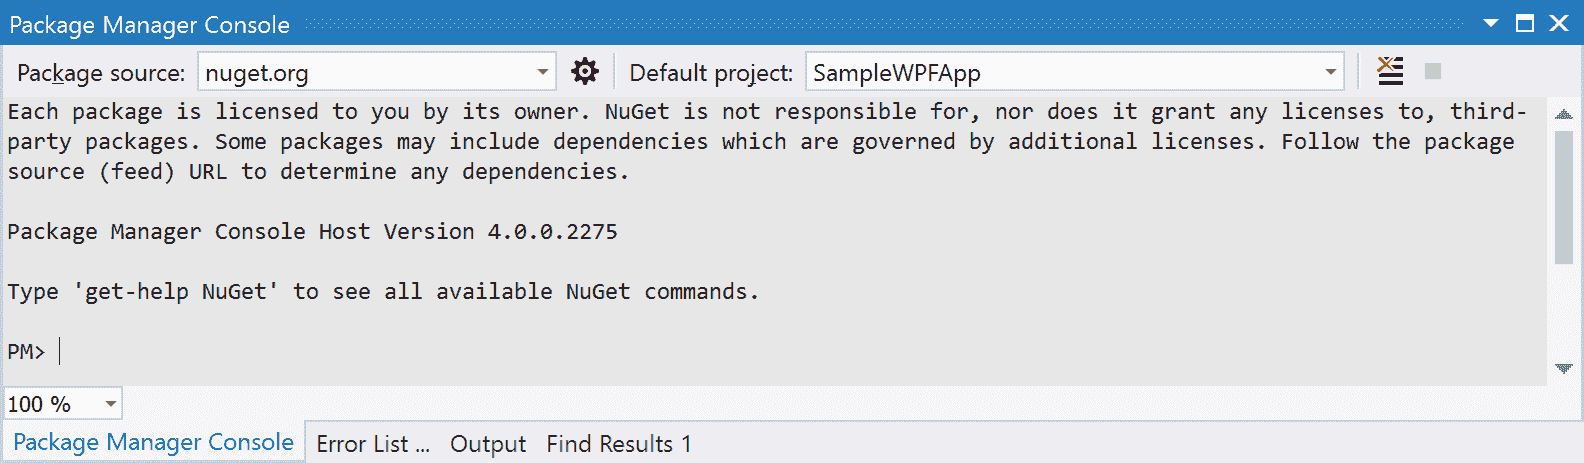 Package Manager Console
Package source: nuget.org Default project: SampleWPFApp
Each package is licensed to you by its owner. NuGet is not responsible for, nor does it grant any licenses to, third-
party packages. Some packages may include dependencies which are governed by additional licenses. Follow the package
source (feed) URL to determine any dependencies.
Package Manager Console Host Version 4.0.0.2275
Type 'get-help NuGet' to see all available NuGet commands.
PM>
100 %
Package Manager Console Error List ... Output Find Results 1